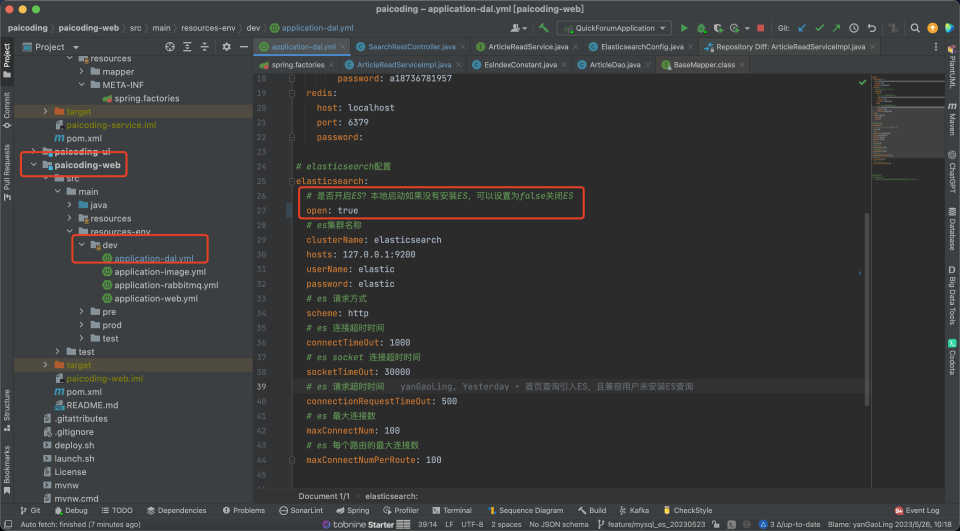 paicoding – application-dal.yml [paicoding-web]
paicoding › paicoding-web › src › main › resources-env › dev › application-dal.yml
QuickForumApplication
Git:
Project
application-dal.yml
SearchRestController.java
ArticleReadService.java
ElasticsearchConfig.java
Repository Diff: ArticleReadServiceImpl.java
spring.factories
ArticleReadServiceImpl.java
EsIndexConstant.java
ArticleDao.java
BaseMapper.class
Project
Commit
Pull Requests
Structure
Bookmarks
resources
mapper
META-INF
spring.factories
target
paicoding-service.iml
pom.xml
paicoding-ui
paicoding-web
src
main
java
resources
resources-env
dev
application-dal.yml
application-image.yml
application-rabbitmq.yml
application-web.yml
pre
prod
test
test
target
paicoding-web.iml
pom.xml
README.md
.gitattributes
.gitignore
deploy.sh
launch.sh
License
mvnw
mvnw.cmd
18 password: a18736781957
19 redis:
20 host: localhost
21 port: 6379
22 password:
23
24 # elasticsearch配置
25 elasticsearch:
26 # 是否开启ES？本地启动如果没有安装ES，可以设置为false关闭ES
27 open: true
28 # es集群名称
29 clusterName: elasticsearch
30 hosts: 127.0.0.1:9200
31 userName: elastic
32 password: elastic
33 # es 请求方式
34 scheme: http
35 # es 连接超时时间
36 connectTimeOut: 1000
37 # es socket 连接超时时间
38 socketTimeOut: 30000
39 # es 请求超时时间 yanGaoLing, Yesterday • 首页查询引入ES, 且兼容用户未安装ES查询
40 connectionRequestTimeOut: 500
41 # es 最大连接数
42 maxConnectNum: 100
43 # es 每个路由的最大连接数
44 maxConnectNumPerRoute: 100
45
Document 1/1 › elasticsearch:
PlantUML
Maven
ChatGPT
Database
Big Data Tools
Codota
Git
Debug
TODO
Dependencies
Problems
SonarLint
Spring
Profiler
Terminal
Sequence Diagram
Build
Kafka
CheckStyle
Event Log
Auto fetch: finished (7 minutes ago)
tabnine Starter
39:14
LF
UTF-8
2 spaces
No JSON schema
feature/mysql_es_20230523
3 Δ/up-to-date
Blame: yanGaoLing 2023/5/26, 10:18